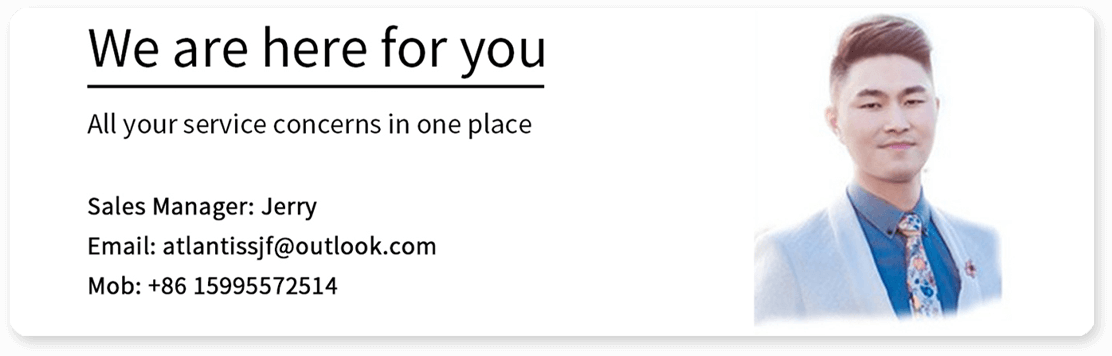 We are here for you
All your service concerns in one place
Sales Manager: Jerry
Email: atlantissjf@outlook.com
Mob: +86 15995572514